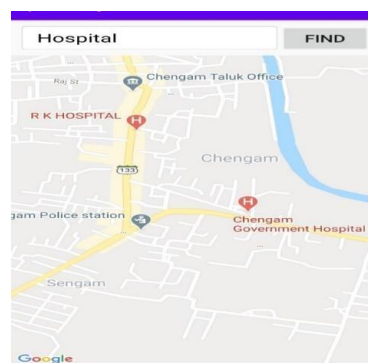 Hospital
FIND
Raj St
Chengam Taluk Office
R K HOSPITAL
Chengam
133
gam Police station
Chengam
Government Hospital
Sengam
Google